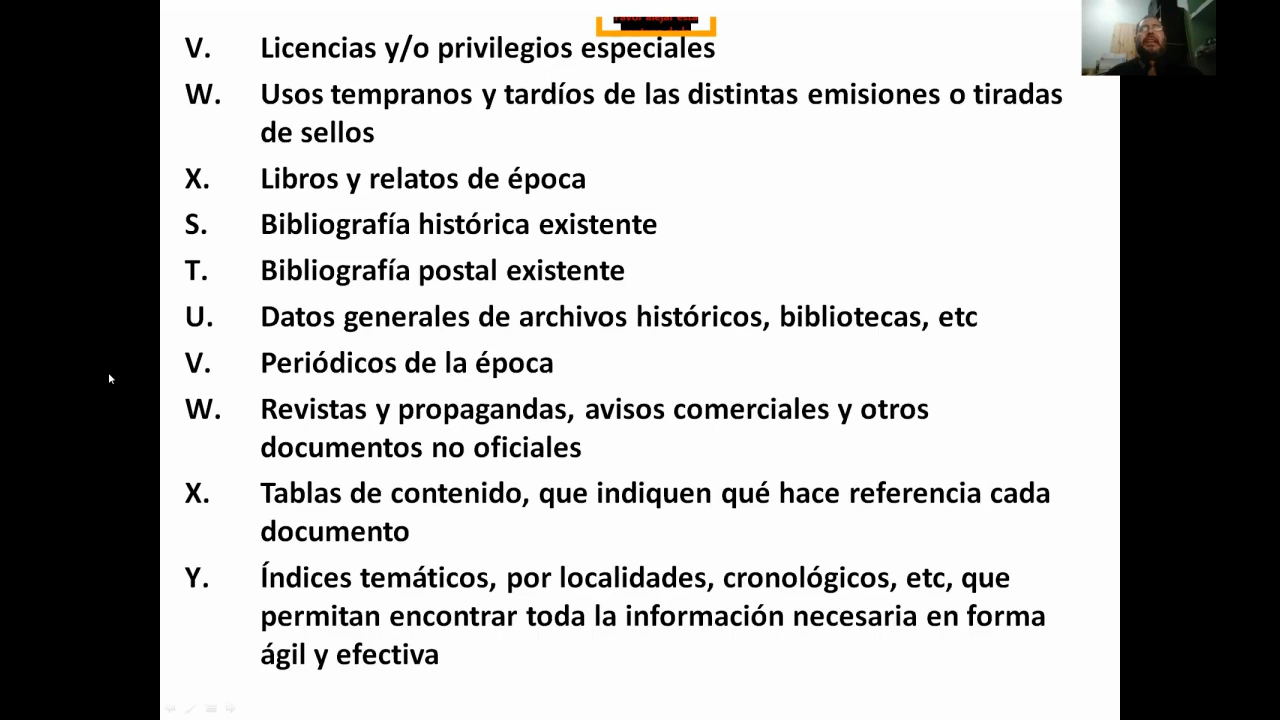 V. Licencias y/o privilegios especiales
W. Usos tempranos y tardíos de las distintas emisiones o tiradas
de sellos
X. Libros y relatos de época
S. Bibliografía histórica existente
T. Bibliografía postal existente
U. Datos generales de archivos históricos, bibliotecas, etc
V. Periódicos de la época
W. Revistas y propagandas, avisos comerciales y otros
documentos no oficiales
X. Tablas de contenido, que indiquen qué hace referencia cada
documento
Y. Índices temáticos, por localidades, cronológicos, etc, que
permitan encontrar toda la información necesaria en forma
ágil y efectiva